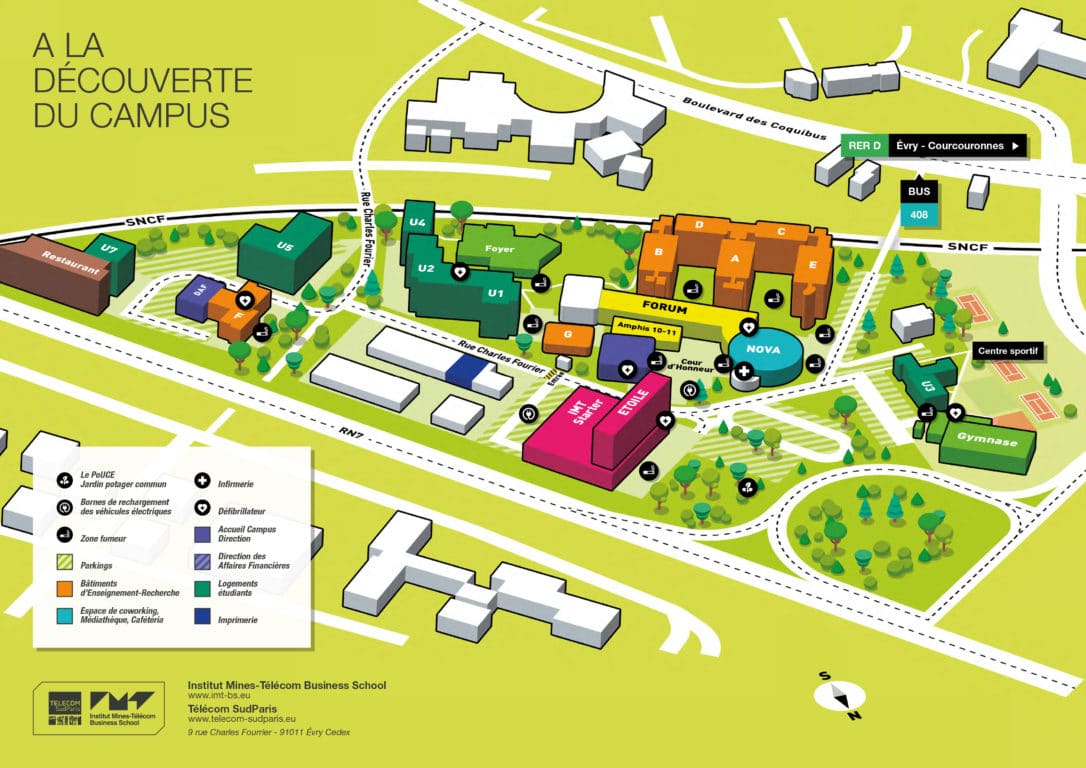 A LA
DÉCOUVERTE
DU CAMPUS
Boulevard des Coquibus
RER D
Évry - Courcouronnes
BUS
408
SNCF
SNCF
Rue Charles Fourier
U4
U5
U7
Restaurant
Foyer
U2
U1
DAF
F
D
C
B
A
E
FORUM
Amphis 10-11
G
NOVA
Cour
d'Honneur
Centre sportif
U3
Gymnase
Rue Charles Fourier
Entrée
IMT
Starter
ETOILE
RN7
Le PoUCE
Jardin potager commun
Bornes de rechargement
des véhicules électriques
Zone fumeur
Parkings
Bâtiments
d'Enseignement-Recherche
Espace de coworking,
Médiathèque, Cafétéria
Infirmerie
Défibrillateur
Accueil Campus
Direction
Direction des
Affaires Financières
Logements
étudiants
Imprimerie
TELECOM
SudParis
Institut Mines-Télécom
Business School
Institut Mines-Télécom Business School
www.imt-bs.eu
Télécom SudParis
www.telecom-sudparis.eu
9 rue Charles Fourrier - 91011 Évry Cedex
S
N